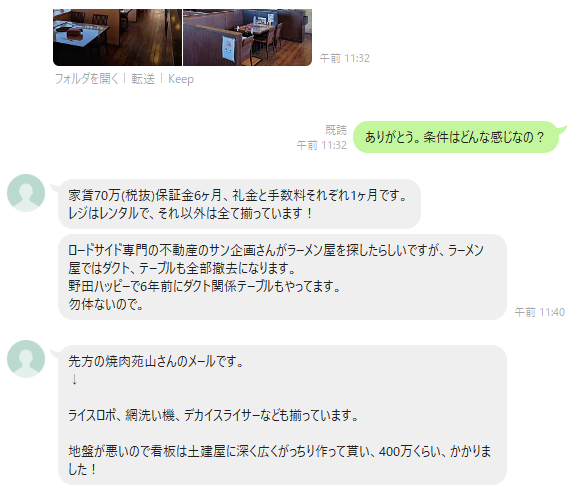 午前 11:32
フォルダを開く | 転送 | Keep
既読
午前 11:32
ありがとう。条件はどんな感じなの？
家賃70万(税抜)保証金6ヶ月、礼金と手数料それぞれ1ヶ月です。
レジはレンタルで、それ以外は全て揃っています！
ロードサイド専門の不動産のサン企画さんがラーメン屋を探したらしいですが、ラーメン
屋ではダクト、テーブルも全部撤去になります。
野田ハッピーで6年前にダクト関係テーブルもやってます。
勿体ないので。
午前 11:40
先方の焼肉苑山さんのメールです。
↓
ライスロボ、網洗い機、デカイスライサーなども揃っています。
地盤が悪いので看板は土建屋に深く広くがっちり作って貰い、400万くらい、かかりま
した！